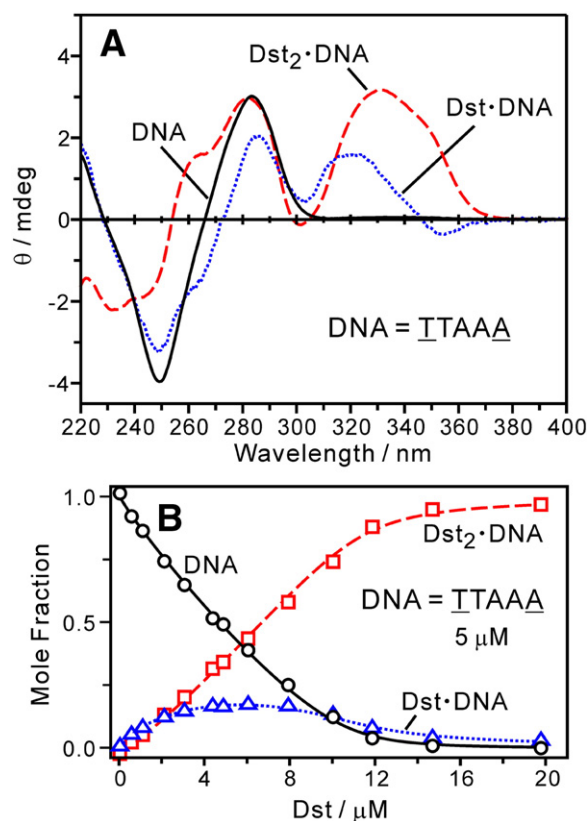 A
Dst₂·DNA
DNA
Dst·DNA
4
2
0
-2
-4
θ / mdeg
DNA = TTAAA
220 240 260 280 300 320 340 360 380 400
Wavelength / nm
B
1.0
0.5
0.0
Mole Fraction
DNA
Dst₂·DNA
DNA = TTAAA
5 μM
Dst·DNA
0 4 8 12 16 20
Dst / μM